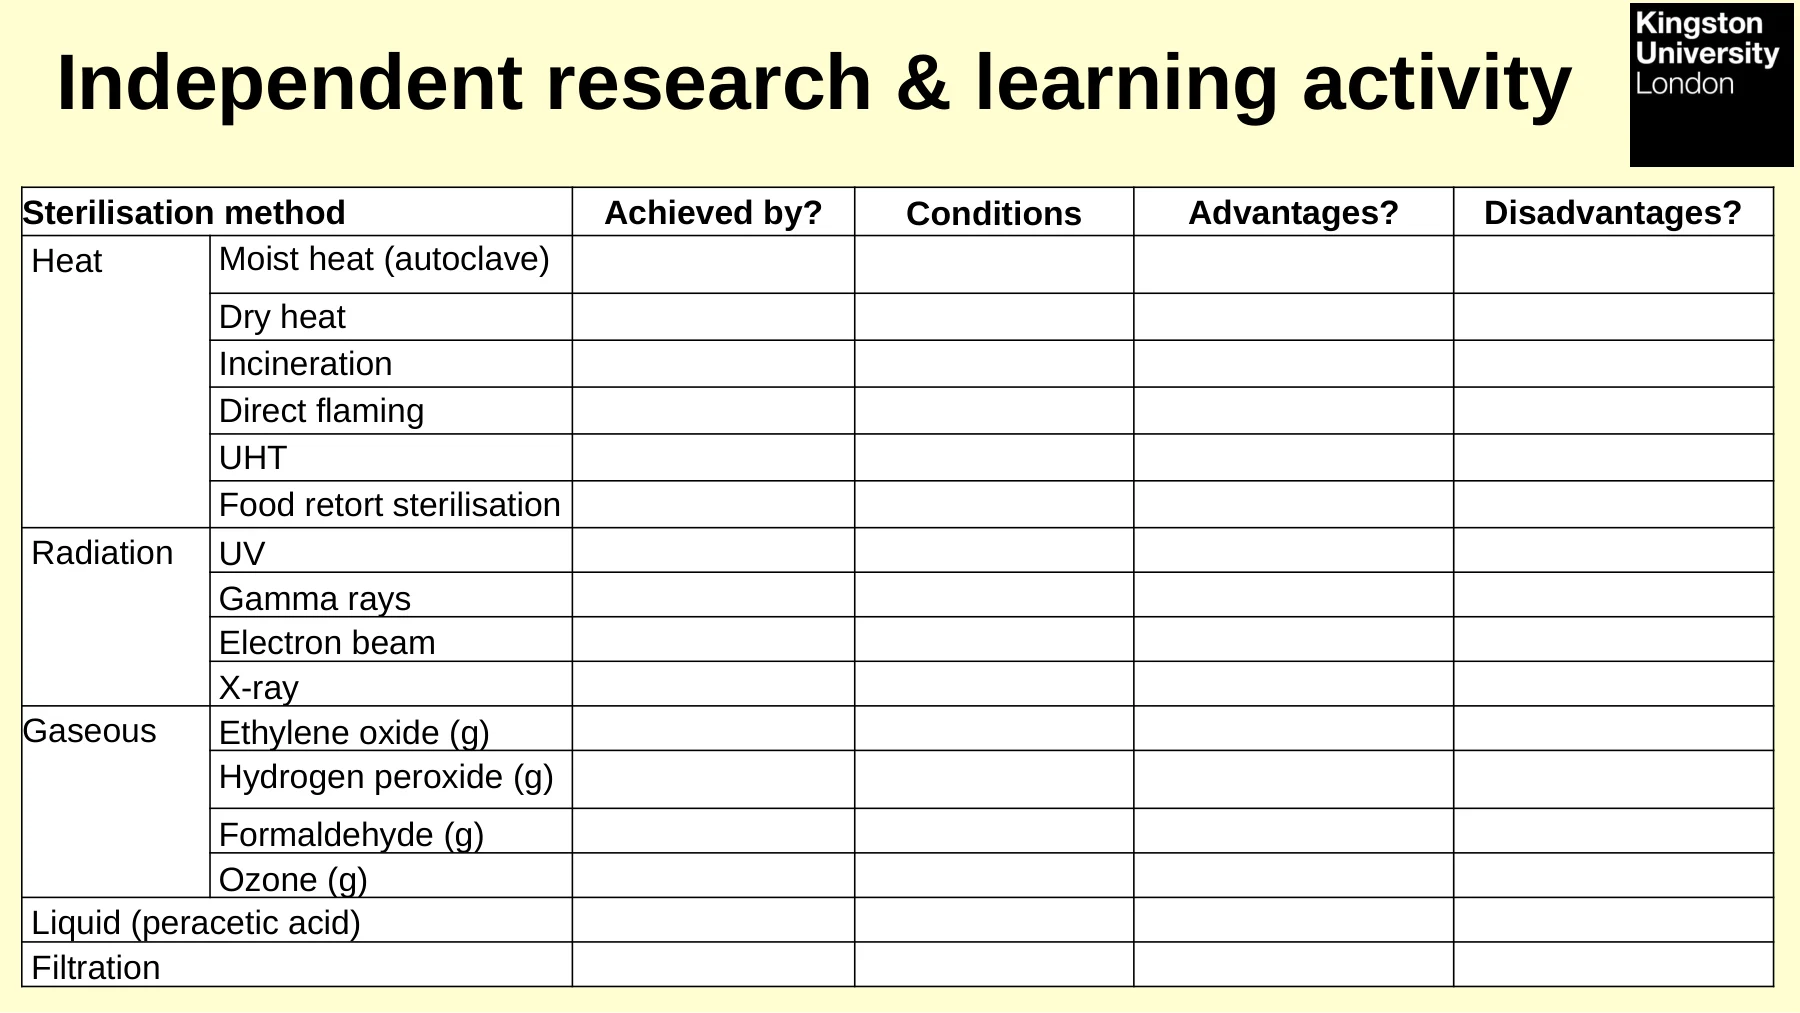 Independent research & learning activity
Kingston
University
London
Sterilisation method Achieved by? Conditions Advantages? Disadvantages?
Heat Moist heat (autoclave)
Dry heat
Incineration
Direct flaming
UHT
Food retort sterilisation
Radiation UV
Gamma rays
Electron beam
X-ray
Gaseous Ethylene oxide (g)
Hydrogen peroxide (g)
Formaldehyde (g)
Ozone (g)
Liquid (peracetic acid)
Filtration